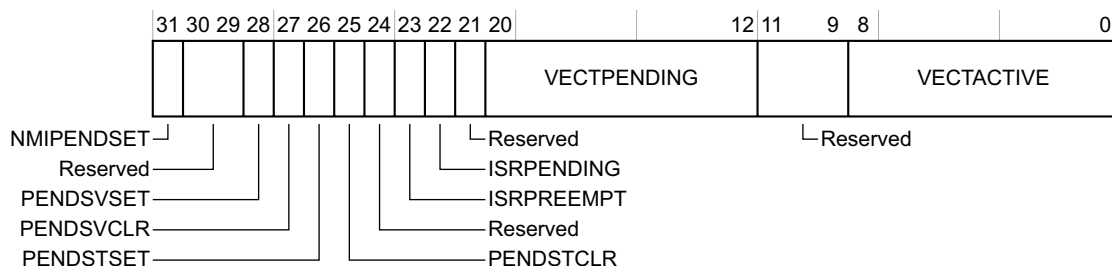 31 30 29 28 27 26 25 24 23 22 21 20 12 11 9 8 0
VECTPENDING VECTACTIVE
NMIPENDSET Reserved Reserved
Reserved ISRPENDING
PENDSVSET ISRPREEMPT
PENDSVCLR Reserved
PENDSTSET PENDSTCLR